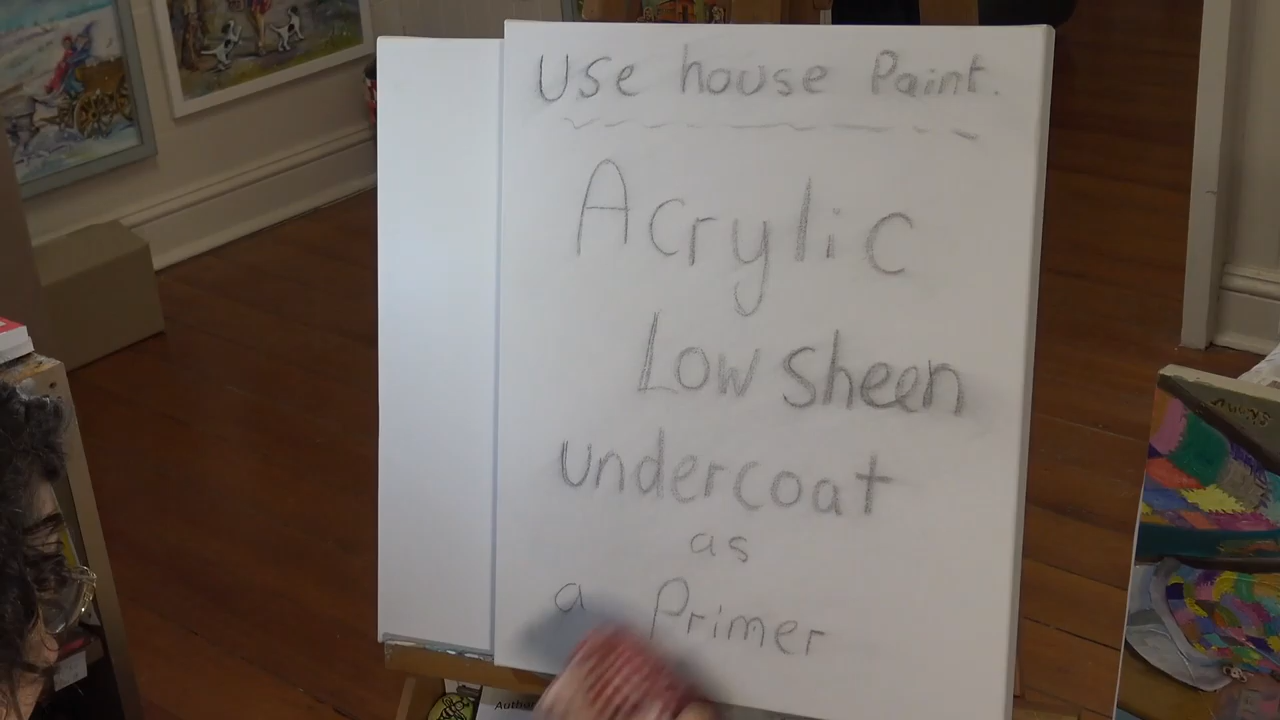 Use house Paint.
Acrylic
Low Sheen
undercoat
as
a Primer